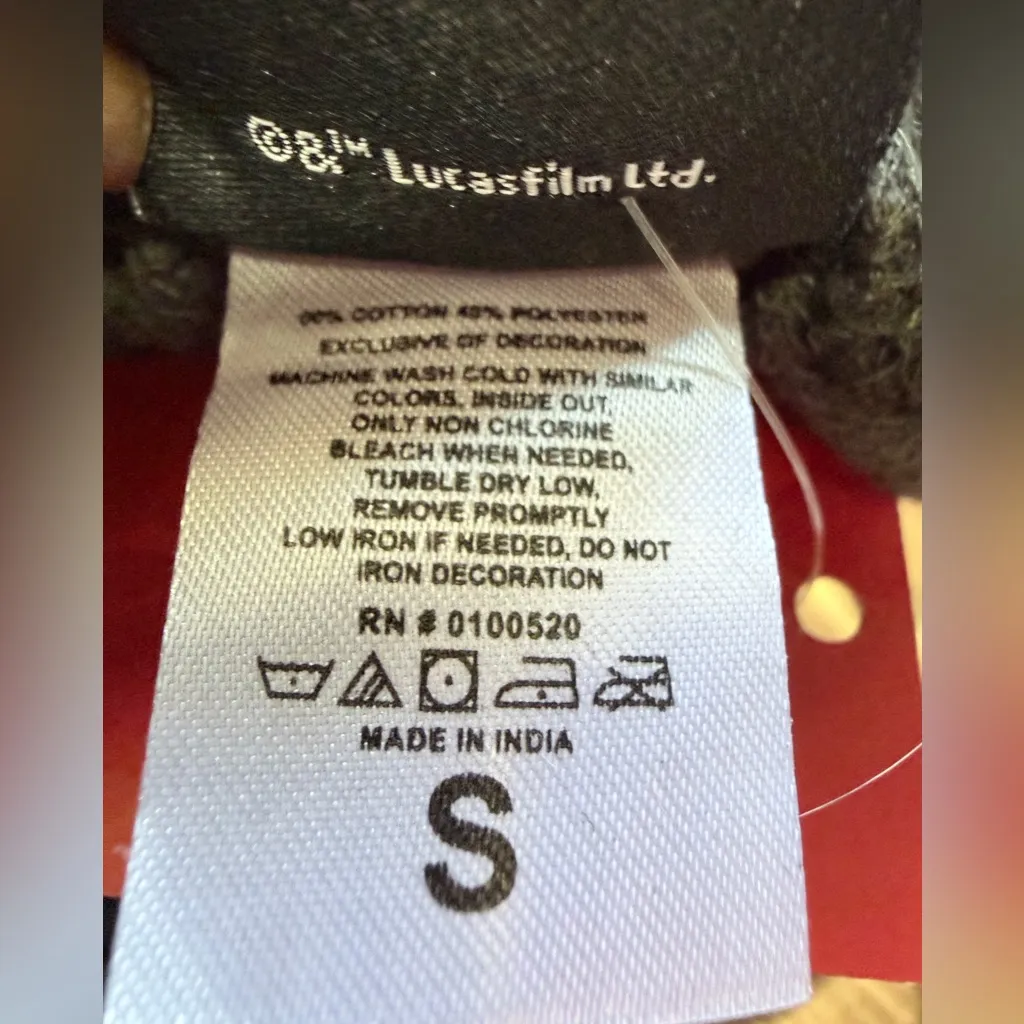 ©&™ Lucasfilm Ltd.
COTTON POLYESTER
EXCLUSIVE OF DECORATION
MACHINE WASH COLD WITH SIMILAR
COLORS, INSIDE OUT,
ONLY NON CHLORINE
BLEACH WHEN NEEDED,
TUMBLE DRY LOW,
REMOVE PROMPTLY
LOW IRON IF NEEDED, DO NOT
IRON DECORATION
RN # 0100520
MADE IN INDIA
S